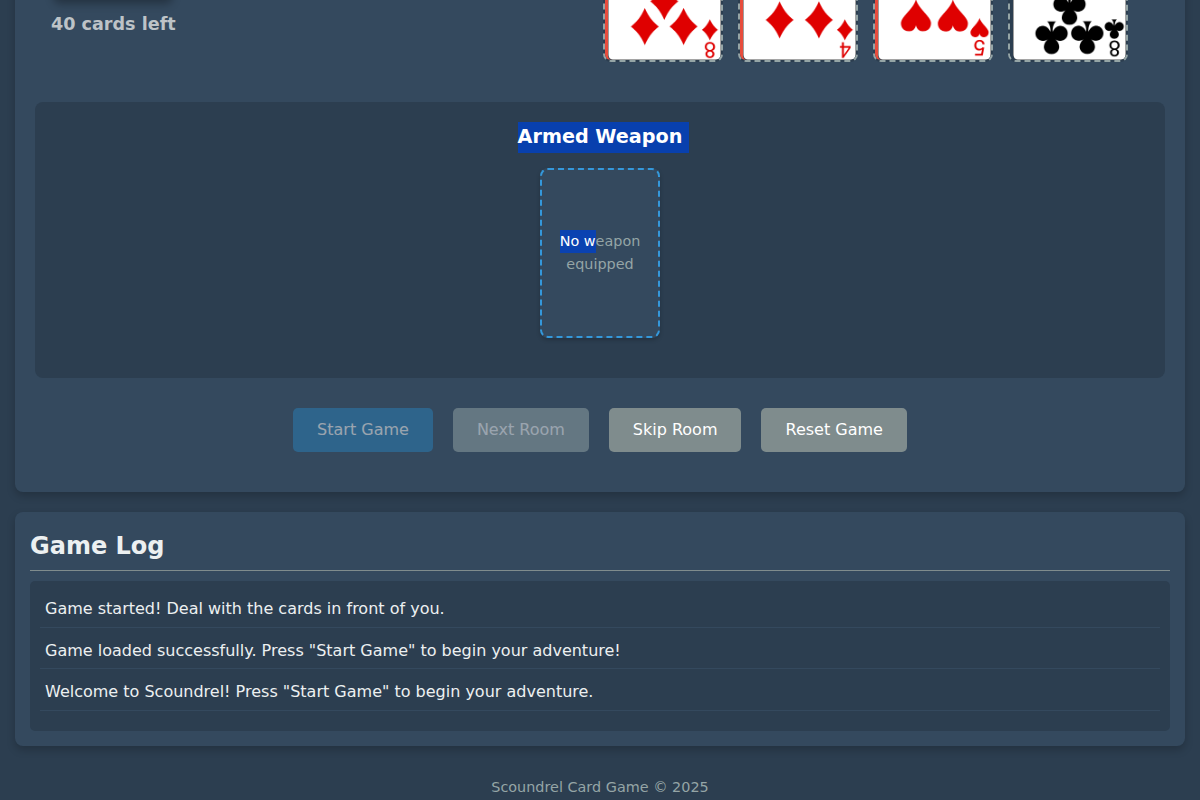 40 cards left
8
4
5
8
Armed Weapon
No weapon
equipped
Start Game
Next Room
Skip Room
Reset Game
Game Log
Game started! Deal with the cards in front of you.
Game loaded successfully. Press "Start Game" to begin your adventure!
Welcome to Scoundrel! Press "Start Game" to begin your adventure.
Scoundrel Card Game © 2025